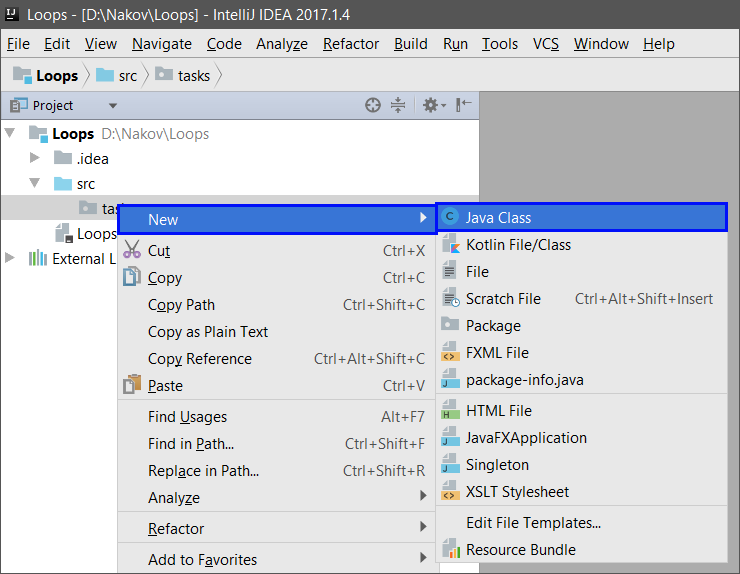 Loops - [D:\Nakov\Loops] - IntelliJ IDEA 2017.1.4
File Edit View Navigate Code Analyze Refactor Build Run Tools VCS Window Help
Loops src tasks
Project
Loops D:\Nakov\Loops
.idea
src
Loops
External L
New
Cut Ctrl+X
Copy Ctrl+C
Copy Path Ctrl+Shift+C
Copy as Plain Text
Copy Reference Ctrl+Alt+Shift+C
Paste Ctrl+V
Find Usages Alt+F7
Find in Path... Ctrl+Shift+F
Replace in Path... Ctrl+Shift+R
Analyze
Refactor
Add to Favorites
Java Class
Kotlin File/Class
File
Scratch File Ctrl+Alt+Shift+Insert
Package
FXML File
package-info.java
HTML File
JavaFXApplication
Singleton
XSLT Stylesheet
Edit File Templates...
Resource Bundle